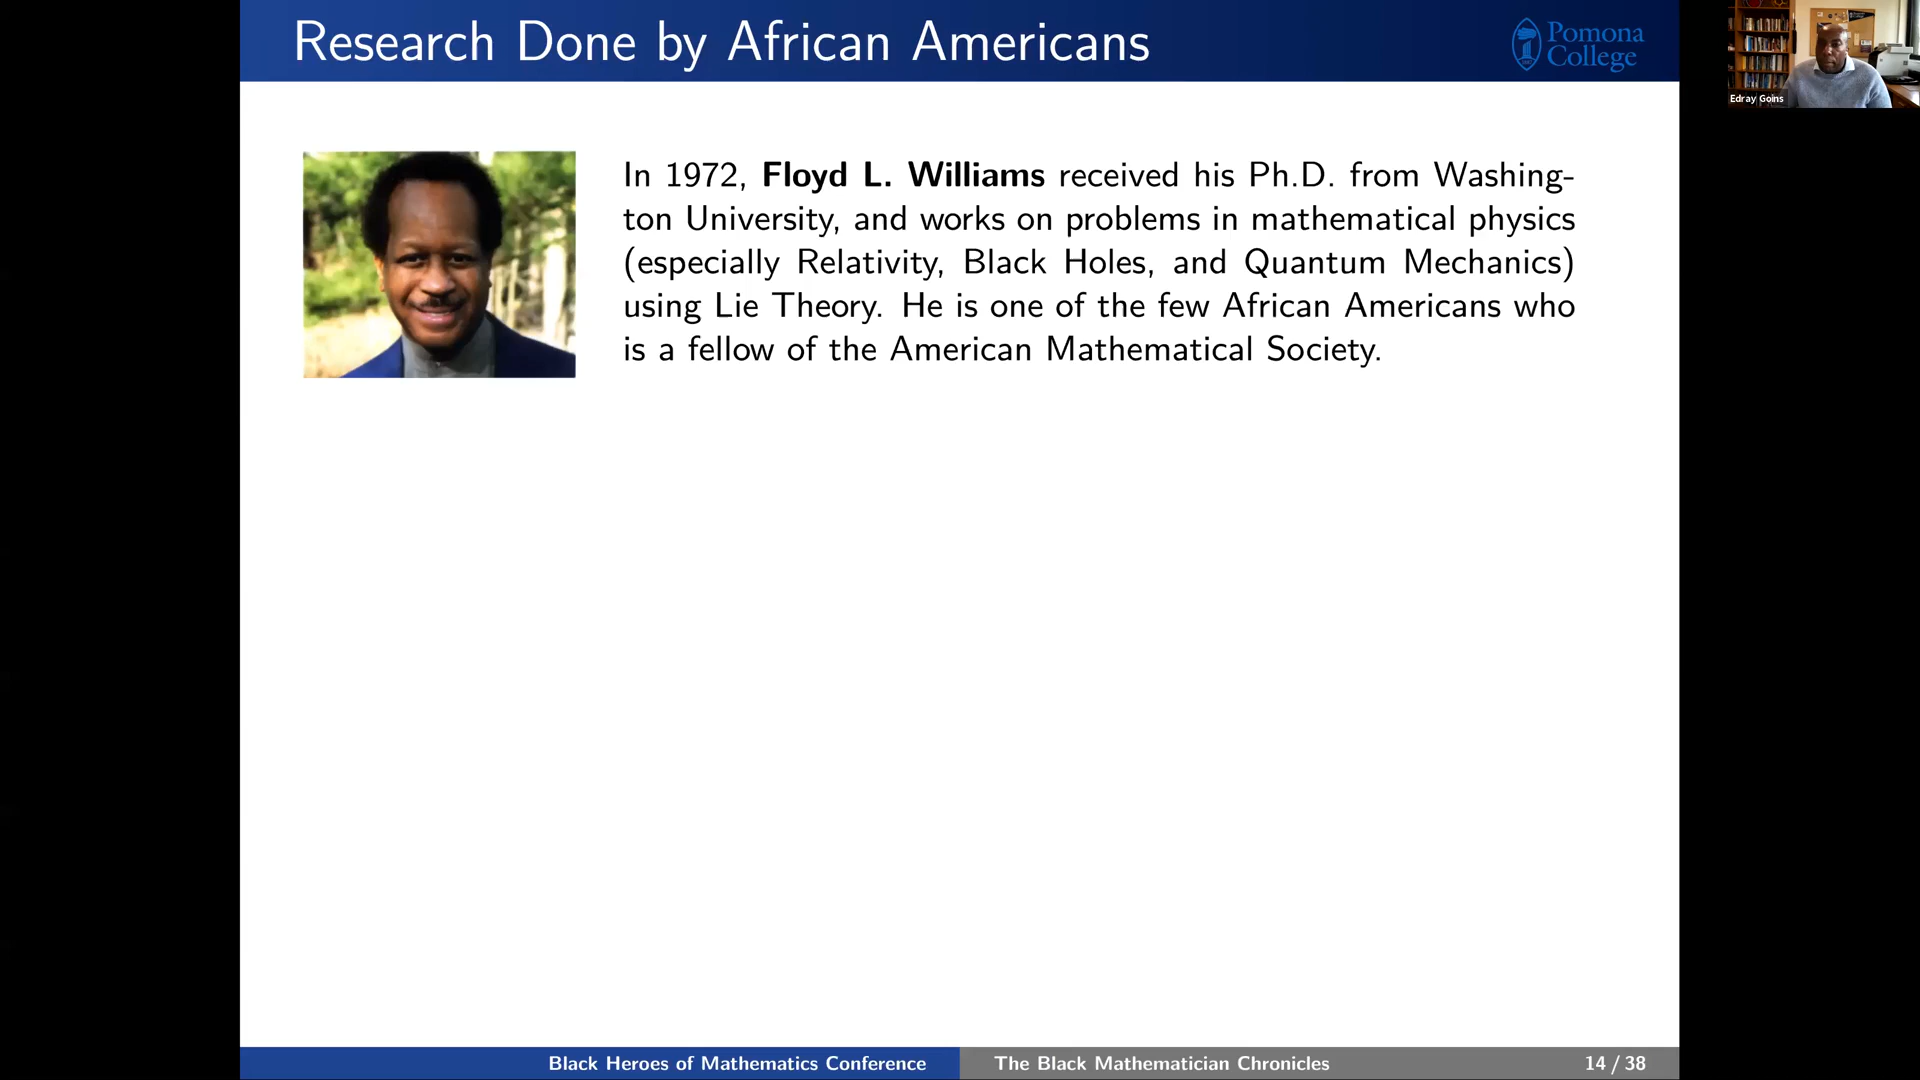 Research Done by African Americans
Pomona
College
Edray Goins
In 1972, Floyd L. Williams received his Ph.D. from Washing-
ton University, and works on problems in mathematical physics
(especially Relativity, Black Holes, and Quantum Mechanics)
using Lie Theory. He is one of the few African Americans who
is a fellow of the American Mathematical Society.
Black Heroes of Mathematics Conference
The Black Mathematician Chronicles
14 / 38